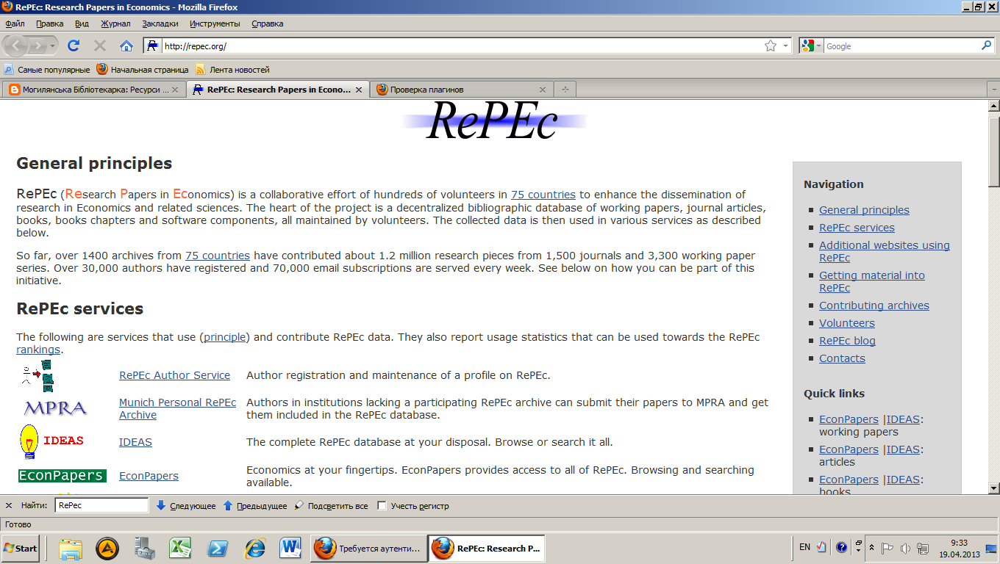 RePEc: Research Papers in Economics - Mozilla Firefox
Файл Правка Вид Журнал Закладки Инструменты Справка
http://repec.org/
Google
Самые популярные Начальная страница Лента новостей
Могилянська Бібліотекарка: Ресурси ...
RePEc: Research Papers in Econo...
Проверка плагинов
RePEc
General principles
RePEc (Research Papers in Economics) is a collaborative effort of hundreds of volunteers in 75 countries to enhance the dissemination of
research in Economics and related sciences. The heart of the project is a decentralized bibliographic database of working papers, journal articles,
books, books chapters and software components, all maintained by volunteers. The collected data is then used in various services as described
below.
So far, over 1400 archives from 75 countries have contributed about 1.2 million research pieces from 1,500 journals and 3,300 working paper
series. Over 30,000 authors have registered and 70,000 email subscriptions are served every week. See below on how you can be part of this
initiative.
RePEc services
The following are services that use (principle) and contribute RePEc data. They also report usage statistics that can be used towards the RePEc
rankings.
RePEc Author Service
Author registration and maintenance of a profile on RePEc.
MPRA
Munich Personal RePEc
Archive
Authors in institutions lacking a participating RePEc archive can submit their papers to MPRA and get
them included in the RePEc database.
IDEAS
IDEAS
The complete RePEc database at your disposal. Browse or search it all.
EconPapers
EconPapers
Economics at your fingertips. EconPapers provides access to all of RePEc. Browsing and searching
available.
Navigation
General principles
RePEc services
Additional websites using
RePEc
Getting material into
RePEc
Contributing archives
Volunteers
RePEc blog
Contacts
Quick links
EconPapers |IDEAS:
working papers
EconPapers |IDEAS:
articles
EconPapers |IDEAS:
books
Найти: RePec Следующее Предыдущее Подсветить все Учесть регистр
Готово
Start
Требуется аутенти...
RePEc: Research P...
EN
9:33
19.04.2013